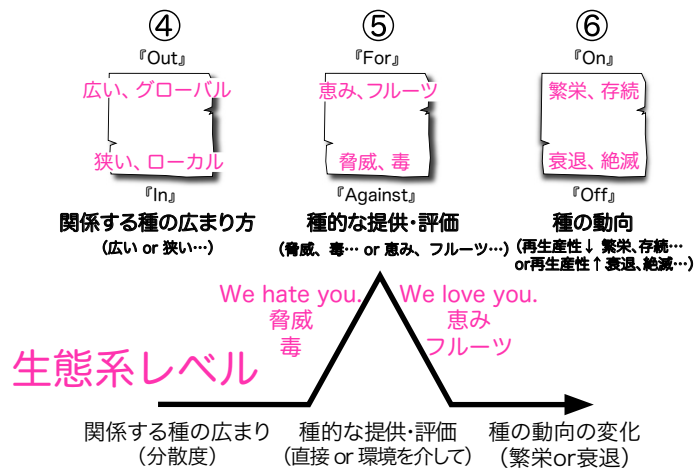 ④ ⑤ ⑥
『Out』 『For』 『On』
広い、グローバル 恵み、フルーツ 繁栄、存続
狭い、ローカル 脅威、毒 衰退、絶滅
『In』 『Against』 『Off』
関係する種の広まり方 種的な提供・評価 種の動向
（広い or 狭い…） （脅威、毒… or 恵み、フルーツ…） （再生産性↓ 繁栄、存続…
or再生産性↑衰退、絶滅…）
We hate you. We love you.
脅威 恵み
毒 フルーツ
生態系レベル
関係する種の広まり 種的な提供・評価 種の動向の変化
（分散度） （直接 or 環境を介して） （繁栄or衰退）